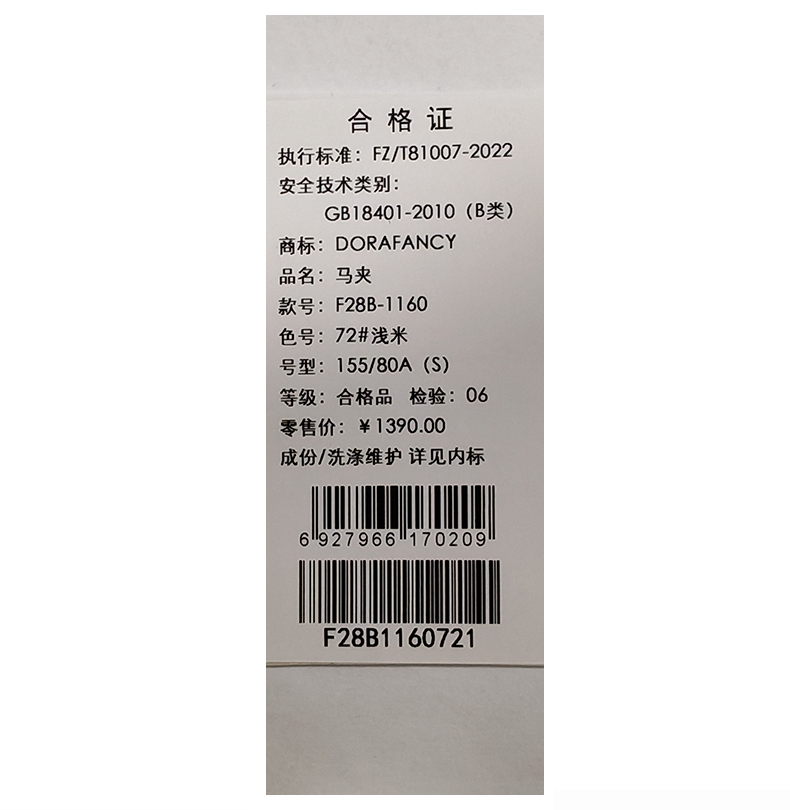 合格证
执行标准：FZ/T81007-2022
安全技术类别：
GB18401-2010（B类）
商标：DORAFANCY
品名：马夹
款号：F28B-1160
色号：72#浅米
号型：155/80A（S）
等级：合格品 检验：06
零售价：￥1390.00
成份/洗涤维护 详见内标
6 927966 170209
F28B1160721